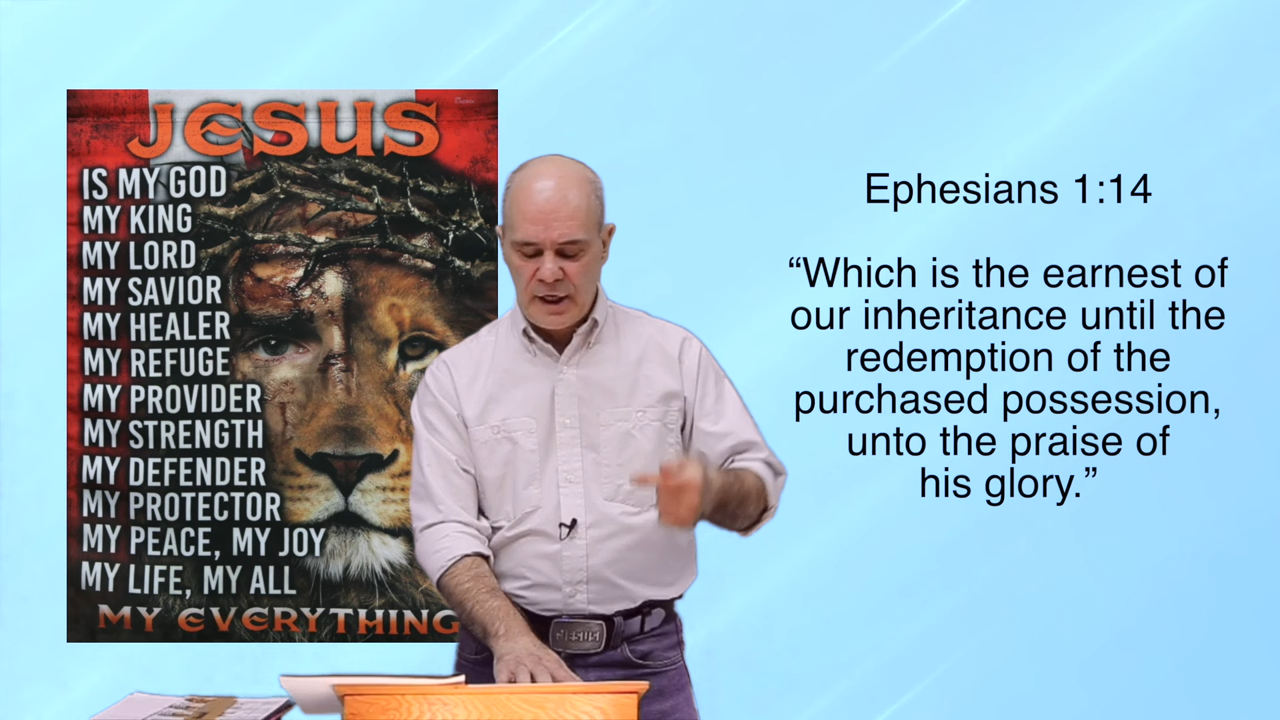 JESUS
IS MY GOD
MY KING
MY LORD
MY SAVIOR
MY HEALER
MY REFUGE
MY PROVIDER
MY STRENGTH
MY DEFENDER
MY PROTECTOR
MY PEACE, MY JOY
MY LIFE, MY ALL
MY EVERYTHING
JESUS
Ephesians 1:14
“Which is the earnest of
our inheritance until the
redemption of the
purchased possession,
unto the praise of
his glory.”